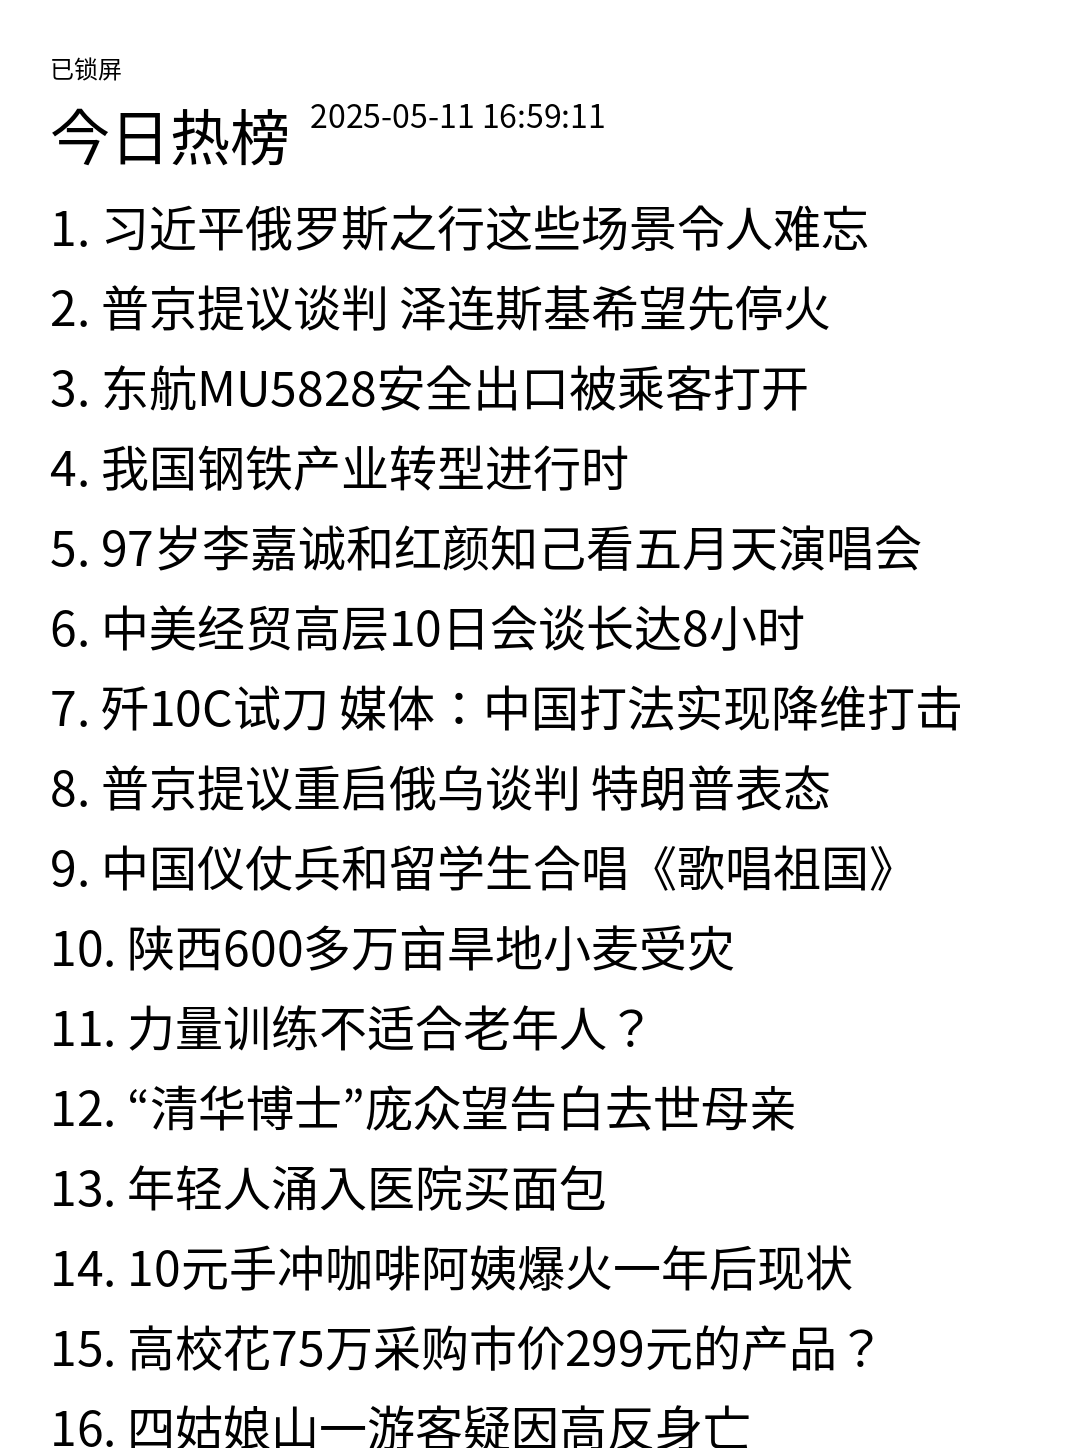 已锁屏
今日热榜 2025-05-11 16:59:11
1. 习近平俄罗斯之行这些场景令人难忘
2. 普京提议谈判 泽连斯基希望先停火
3. 东航MU5828安全出口被乘客打开
4. 我国钢铁产业转型进行时
5. 97岁李嘉诚和红颜知己看五月天演唱会
6. 中美经贸高层10日会谈长达8小时
7. 歼10C试刀 媒体：中国打法实现降维打击
8. 普京提议重启俄乌谈判 特朗普表态
9. 中国仪仗兵和留学生合唱《歌唱祖国》
10. 陕西600多万亩旱地小麦受灾
11. 力量训练不适合老年人？
12. “清华博士”庞众望告白去世母亲
13. 年轻人涌入医院买面包
14. 10元手冲咖啡阿姨爆火一年后现状
15. 高校花75万采购市价299元的产品？
16. 四姑娘山一游客疑因高反身亡